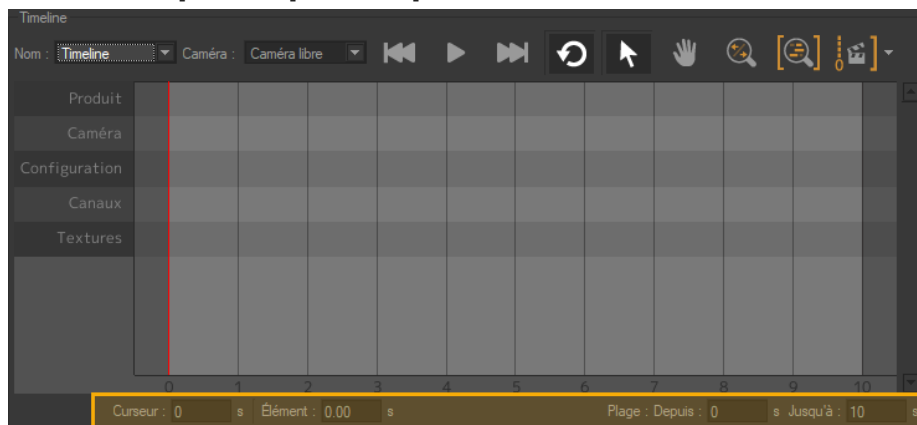 Timeline
Nom : Timeline Caméra : Caméra libre
Produit
Caméra
Configuration
Canaux
Textures
0 1 2 3 4 5 6 7 8 9 10
Curseur : 0 s Élément : 0.00 s Plage : Depuis : 0 s Jusqu'à : 10 s